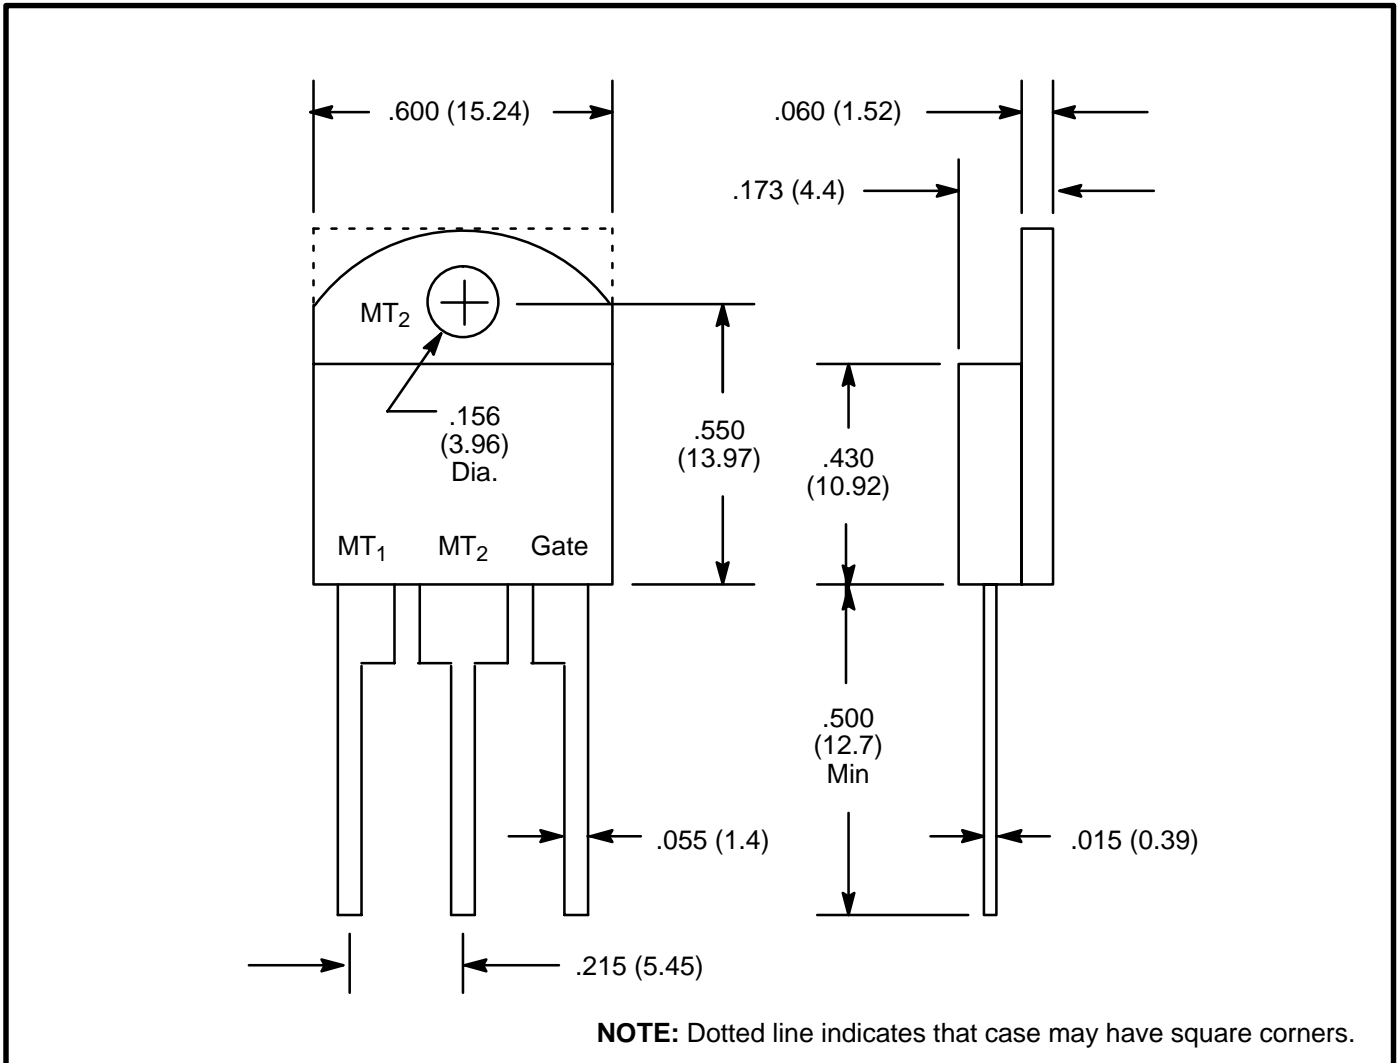 .600 (15.24)
.060 (1.52)
.173 (4.4)
MT2
.156
(3.96)
Dia.
.550
(13.97)
.430
(10.92)
MT1 MT2 Gate
.500
(12.7)
Min
.055 (1.4)
.015 (0.39)
.215 (5.45)
NOTE: Dotted line indicates that case may have square corners.